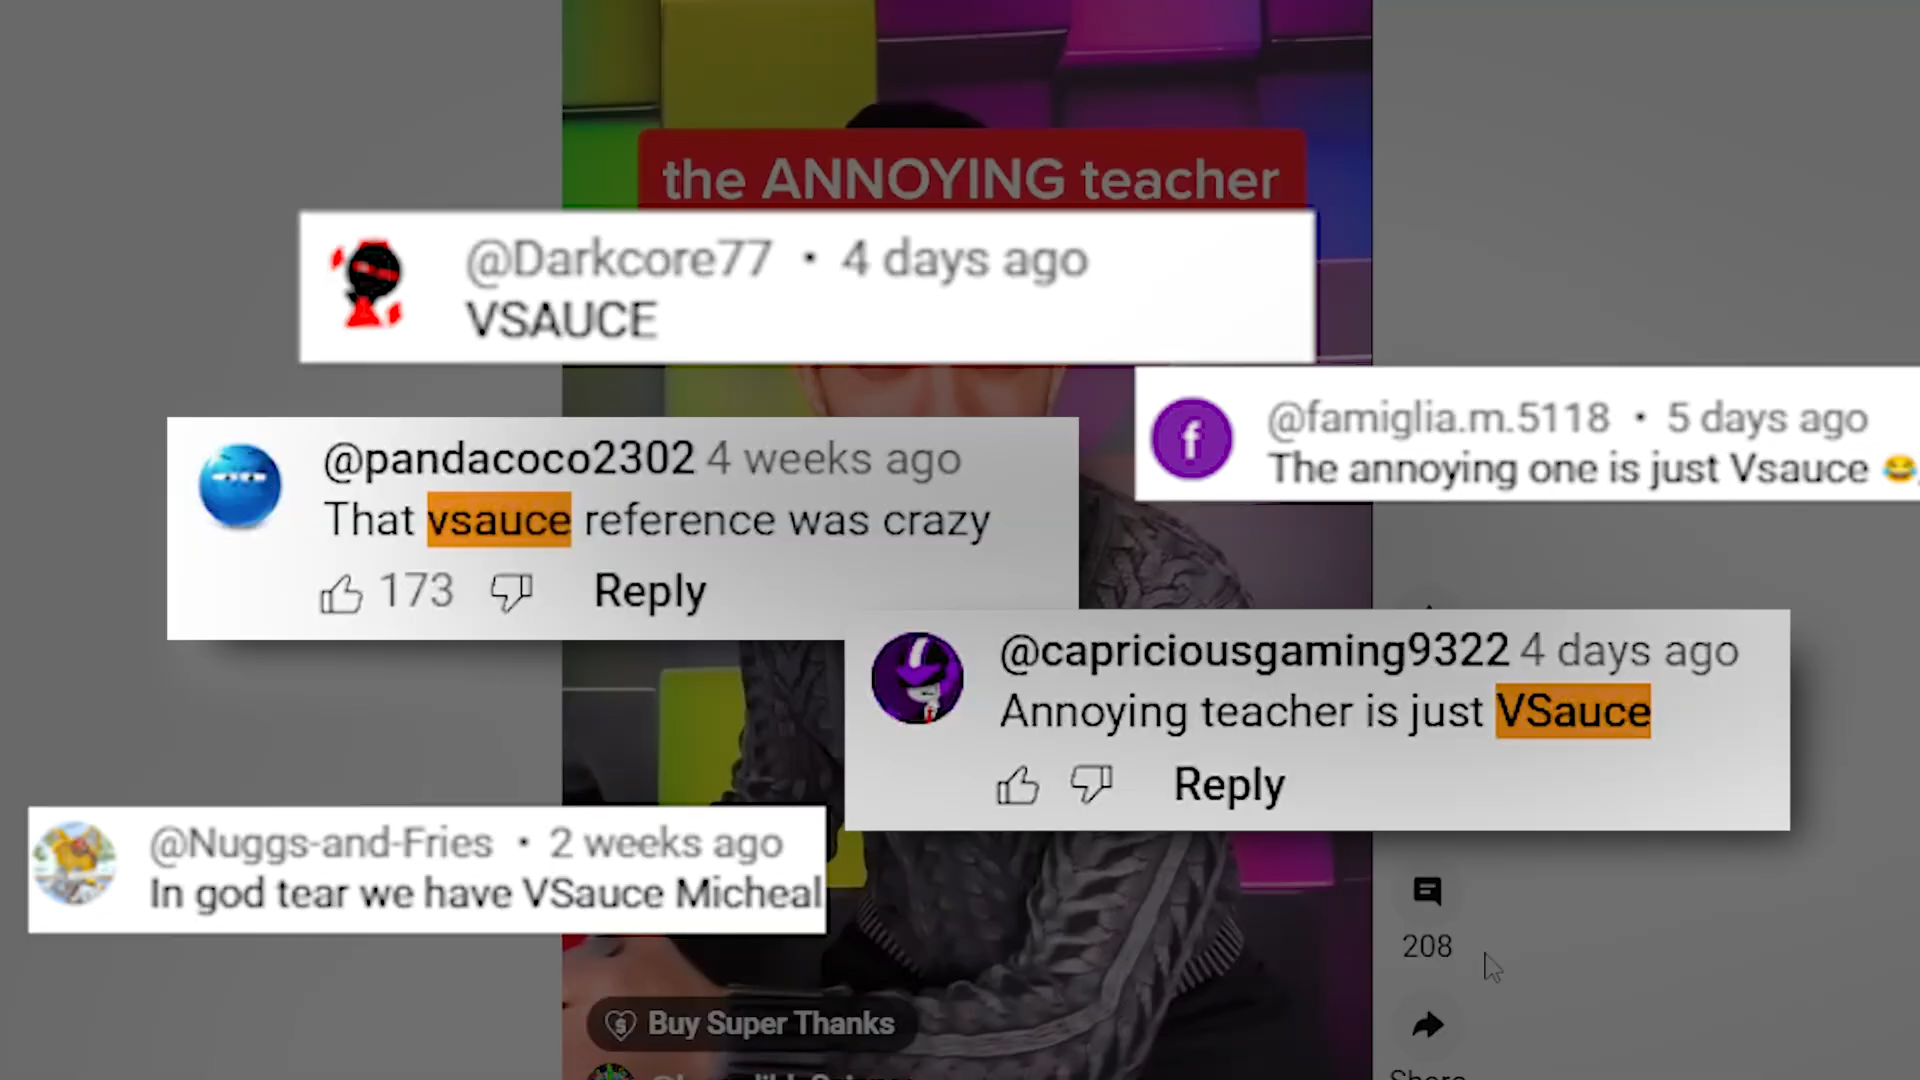 the ANNOYING teacher
@Darkcore77 • 4 days ago
VSAUCE
@famiglia.m.5118 • 5 days ago
The annoying one is just Vsauce 😂
@pandacoco2302 4 weeks ago
That vsauce reference was crazy
173 Reply
@capriciousgaming9322 4 days ago
Annoying teacher is just VSauce
Reply
@Nuggs-and-Fries • 2 weeks ago
In god tear we have VSauce Micheal
208
Buy Super Thanks
Share